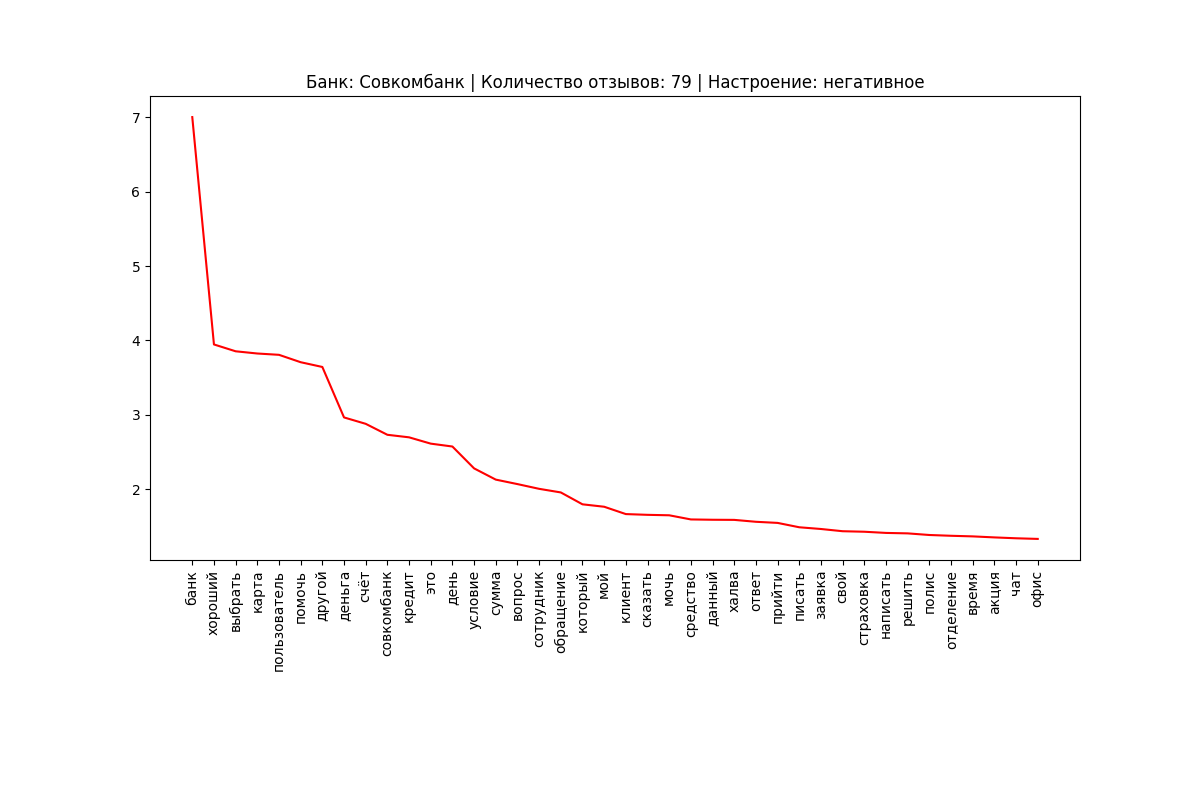 Банк: Совкомбанк | Количество отзывов: 79 | Настроение: негативное
7
6
5
4
3
2
банк
хороший
выбрать
карта
пользователь
помочь
другой
деньга
счёт
совкомбанк
кредит
это
день
условие
сумма
вопрос
сотрудник
обращение
который
мой
клиент
сказать
мочь
средство
данный
халва
ответ
прийти
писать
заявка
свой
страховка
написать
решить
полис
отделение
время
акция
чат
офис